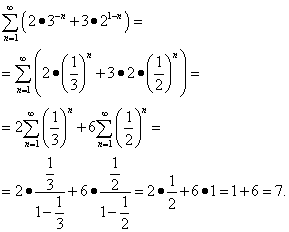 ∑_{n=1}^{∞} (2•3^{-n} + 3•2^{1-n}) =
= ∑_{n=1}^{∞} (2•(1/3)^n + 3•2•(1/2)^n) =
= 2∑_{n=1}^{∞} (1/3)^n + 6∑_{n=1}^{∞} (1/2)^n =
= 2•(1/3)/(1-1/3) + 6•(1/2)/(1-1/2) = 2•1/2 + 6•1 = 1+6 = 7.